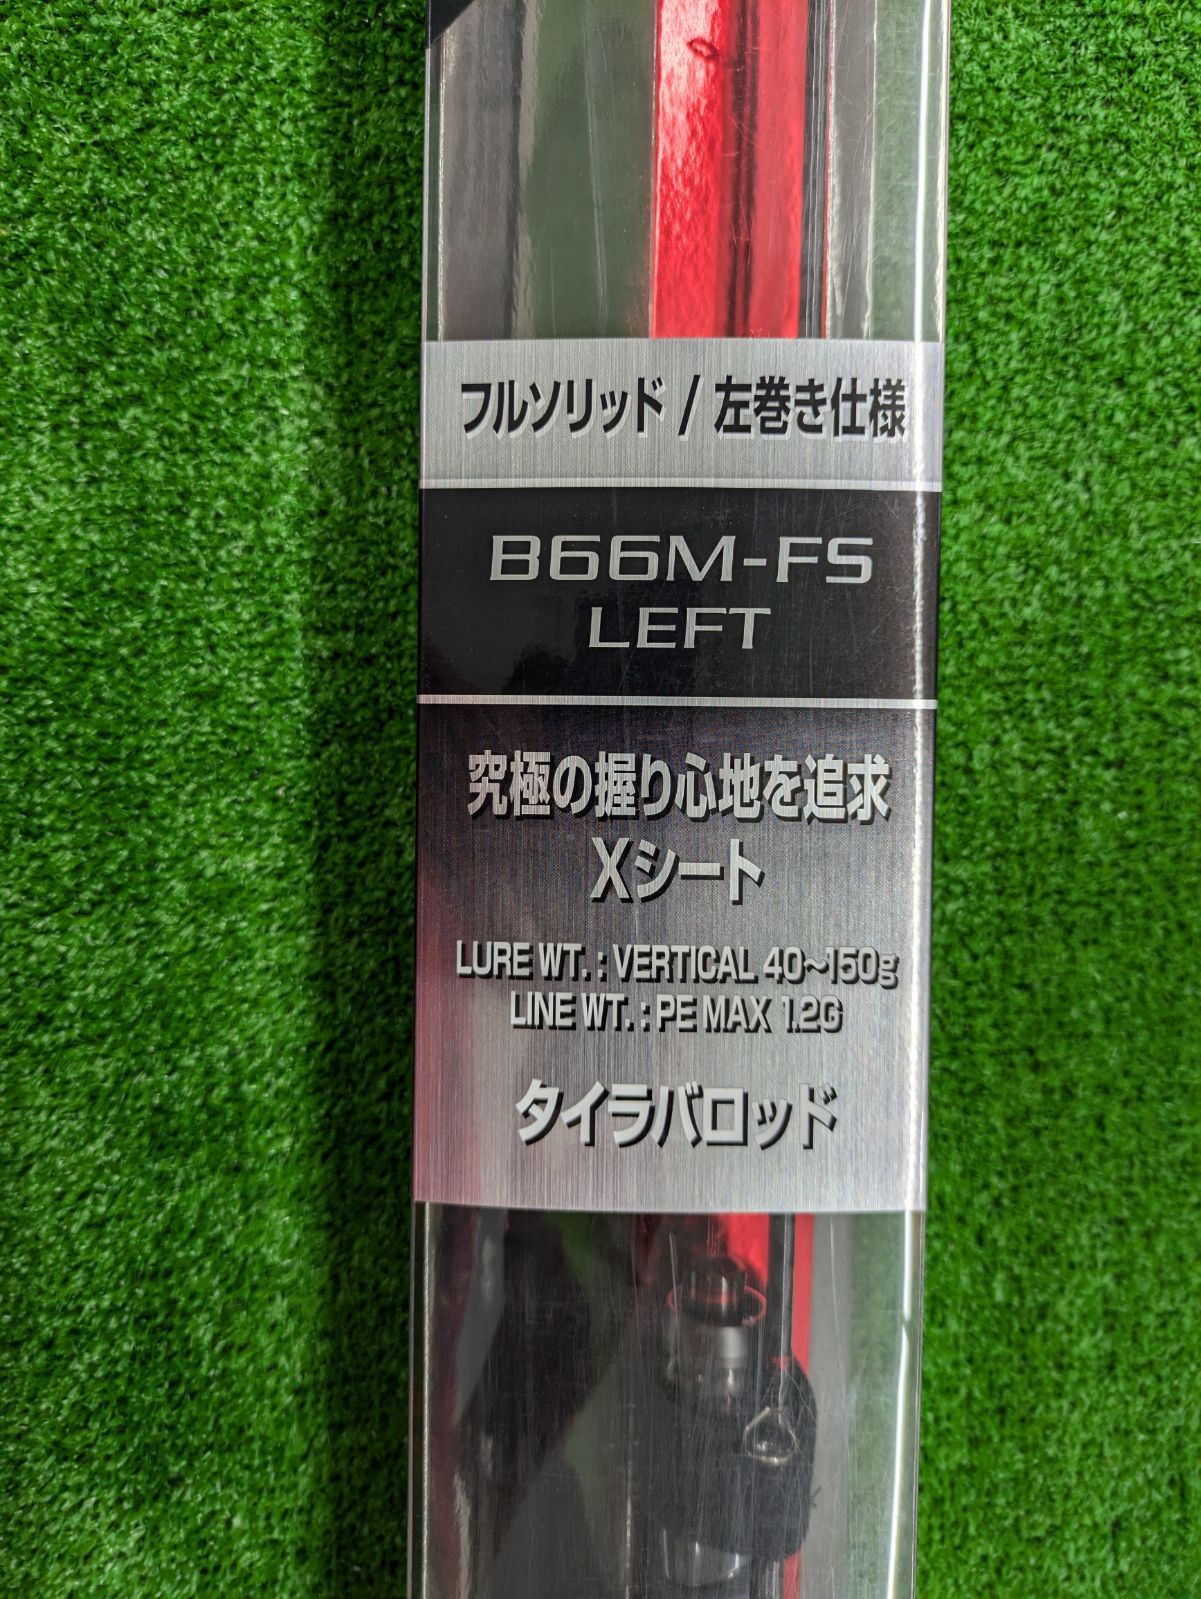 フルソリッド / 左巻き仕様
B66M-FS
LEFT
究極の握り心地を追求
Xシート
LURE WT. : VERTICAL 40~150g
LINE WT. : PE MAX 1.2G
タイラバロッド